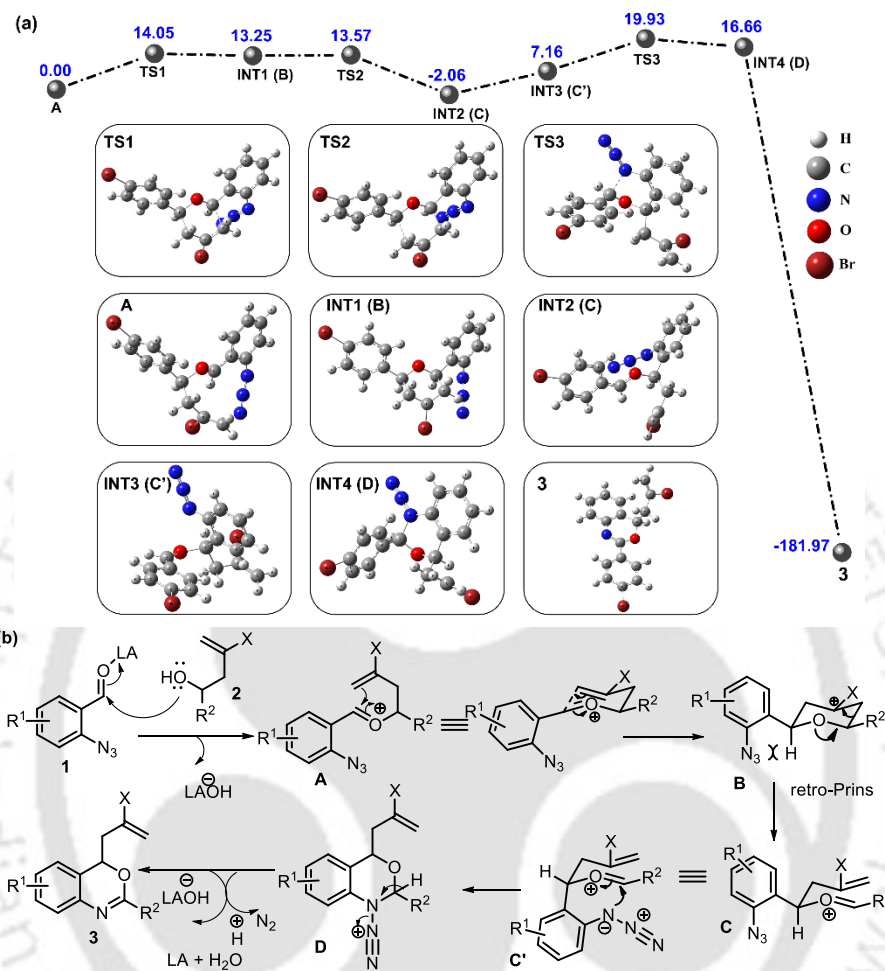 (a)
0.00
A
14.05
TS1
13.25
INT1 (B)
13.57
TS2
-2.06
INT2 (C)
7.16
INT3 (C')
19.93
TS3
16.66
INT4 (D)
-181.97
3
TS1
TS2
TS3
H
C
N
O
Br
A
INT1 (B)
INT2 (C)
INT3 (C')
INT4 (D)
3
b)
LA
O
R¹
N₃
1
HO
X
R²
2
⊖
LAOH
X
O
⊕
R²
R¹
N₃
A
X
O
⊕
R²
R¹
N₃
X
⊕
O
R²
R¹
N₃
H
B
retro-Prins
R¹
X
O
⊕
H
R
N₃
C
X
H
O
⊕
R²
N
⊖
N
⊕
N
R¹
C'
X
O
H
R²
R¹
N
N
⊕
N
D
⊖
LAOH
⊕
H
N₂
LA + H₂O
X
O
R¹
N
R²
3